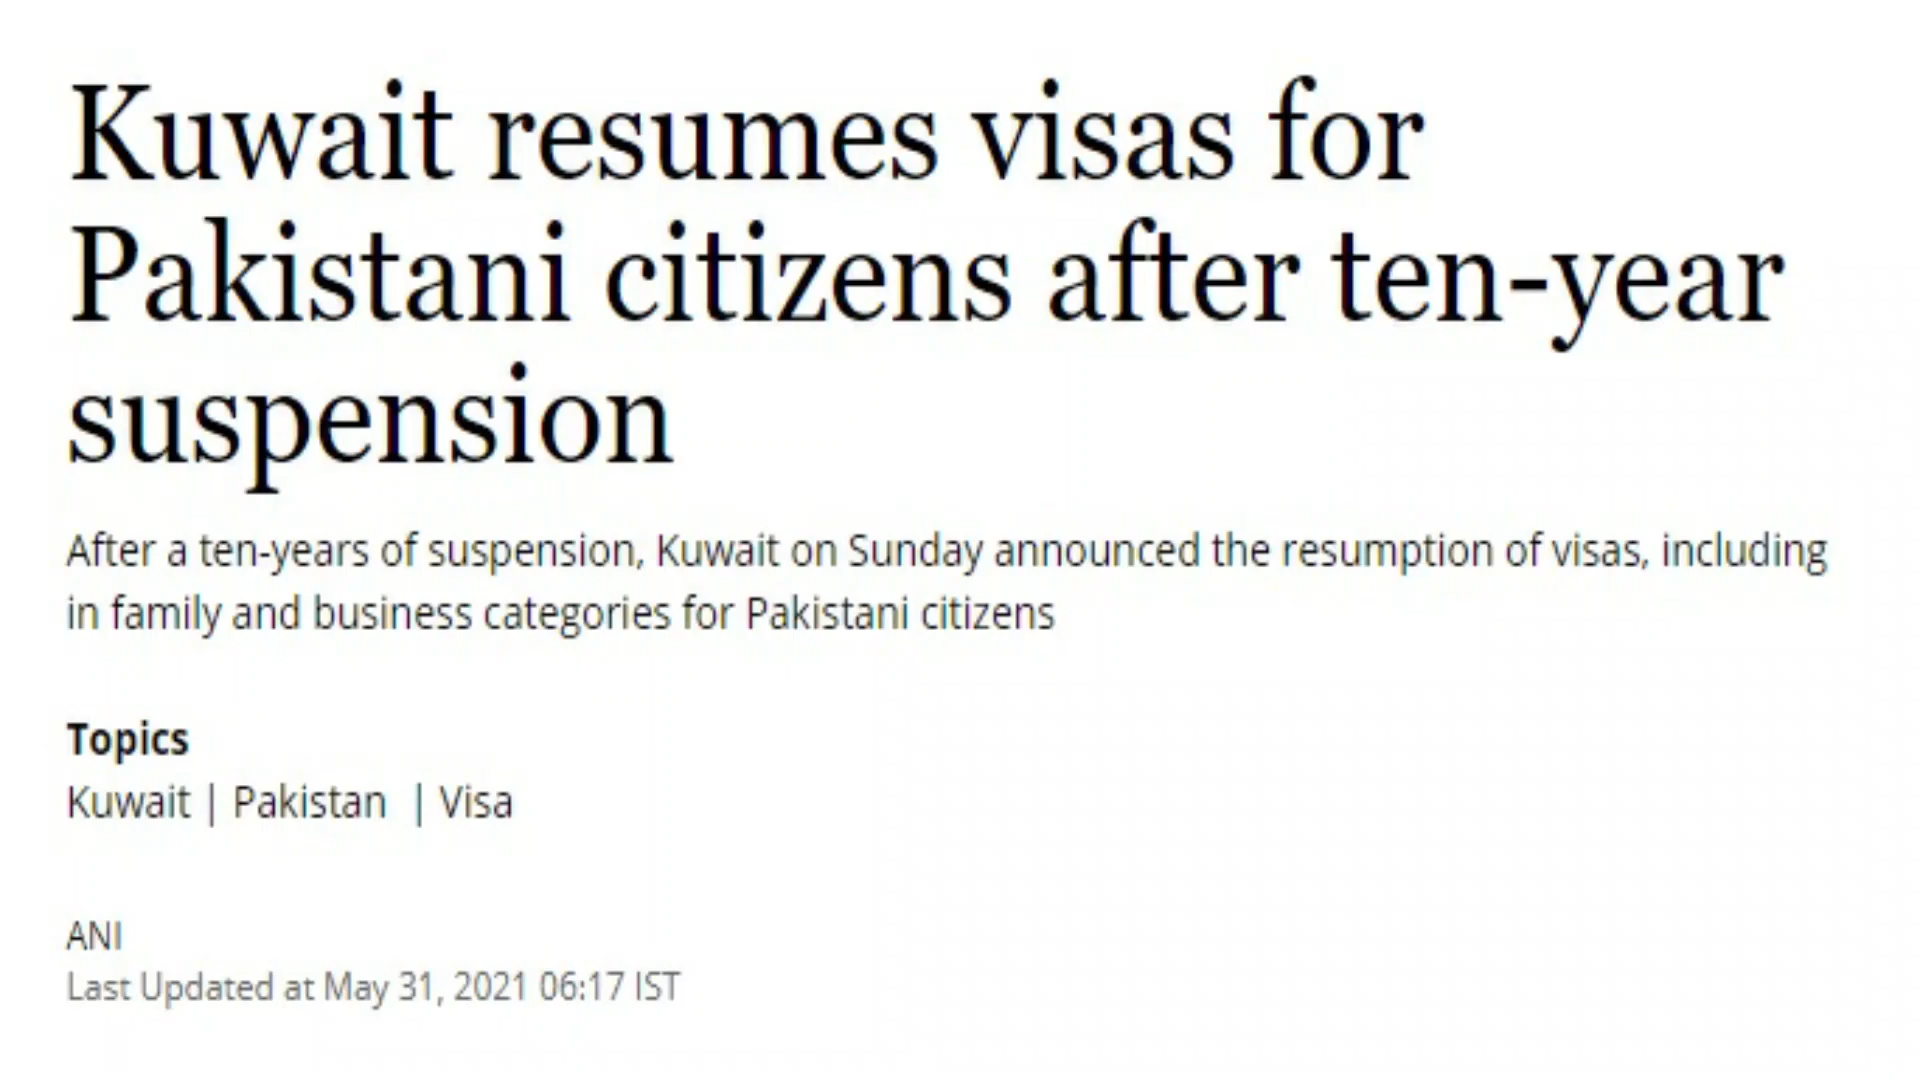 Kuwait resumes visas for
Pakistani citizens after ten-year
suspension
After a ten-years of suspension, Kuwait on Sunday announced the resumption of visas, including
in family and business categories for Pakistani citizens
Topics
Kuwait | Pakistan | Visa
ANI
Last Updated at May 31, 2021 06:17 IST